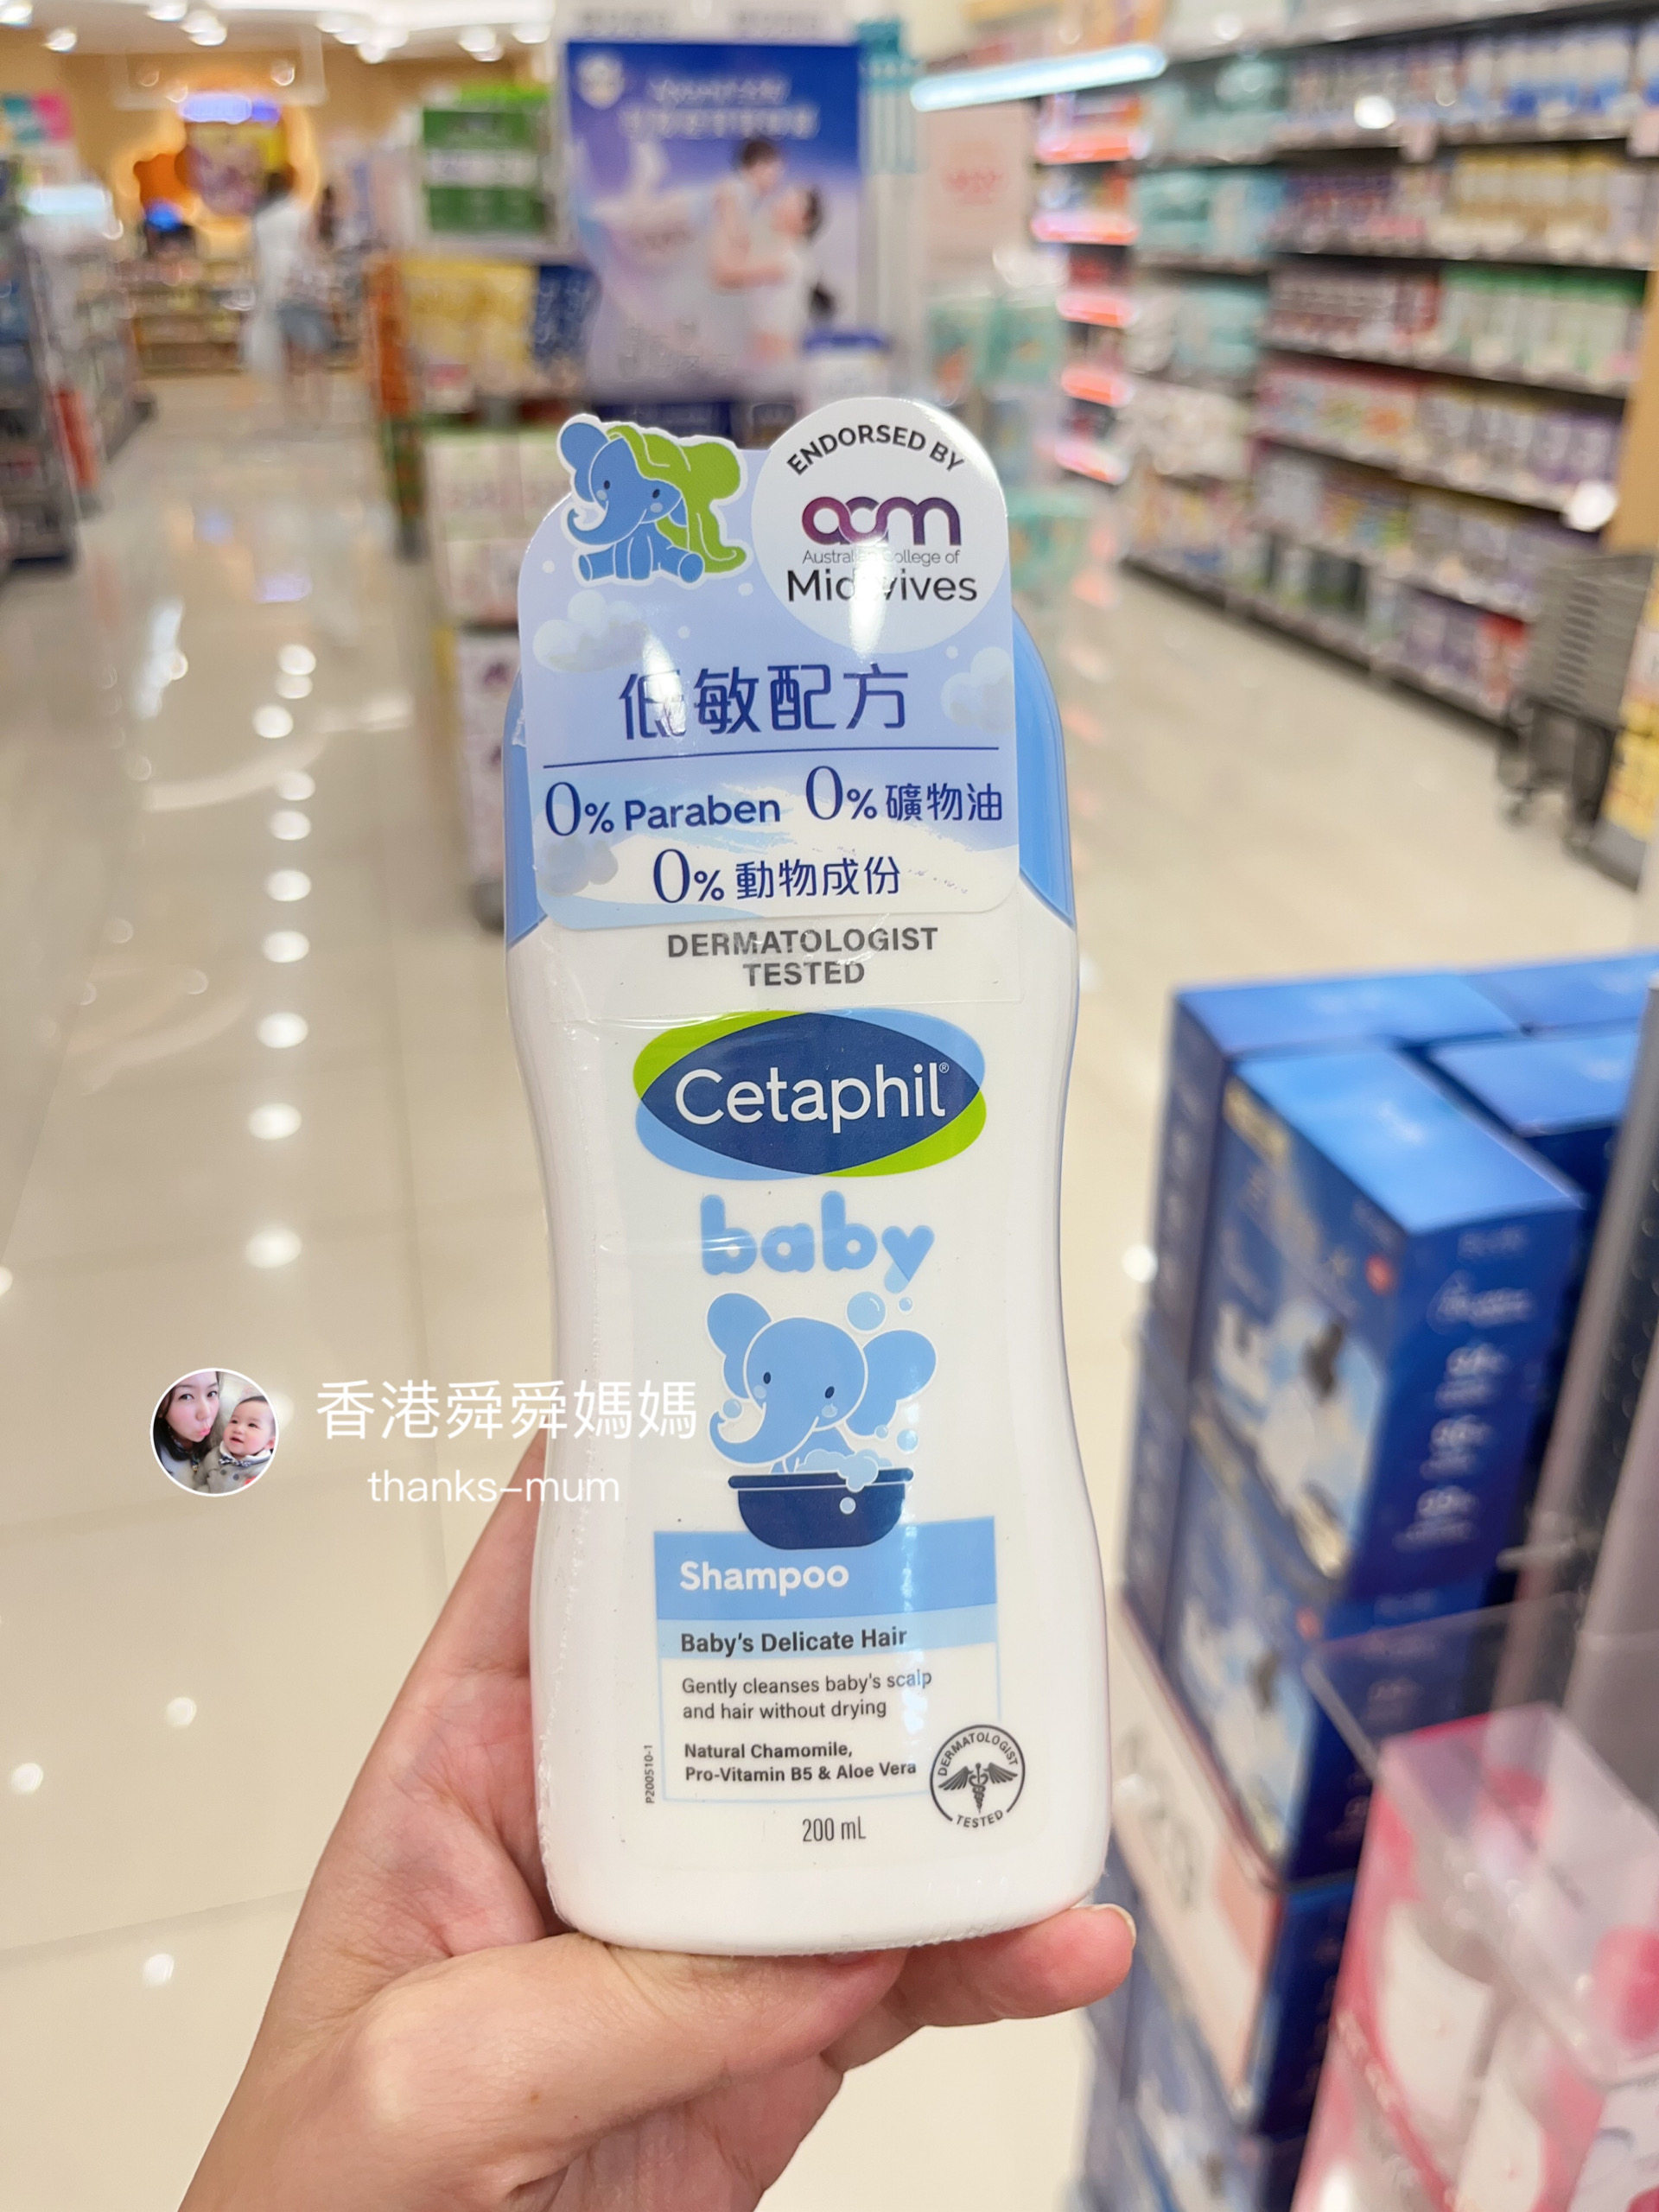 ENDORSED BY
acm
Australian College of
Midwives
低敏配方
0% Paraben 0% 礦物油
0% 動物成份
DERMATOLOGIST
TESTED
Cetaphil®
baby
香港舜舜媽媽
thanks-mum
Shampoo
Baby's Delicate Hair
Gently cleanses baby's scalp
and hair without drying
Natural Chamomile,
Pro-Vitamin B5 & Aloe Vera
P200510-1
DERMATOLOGIST
TESTED
200 mL